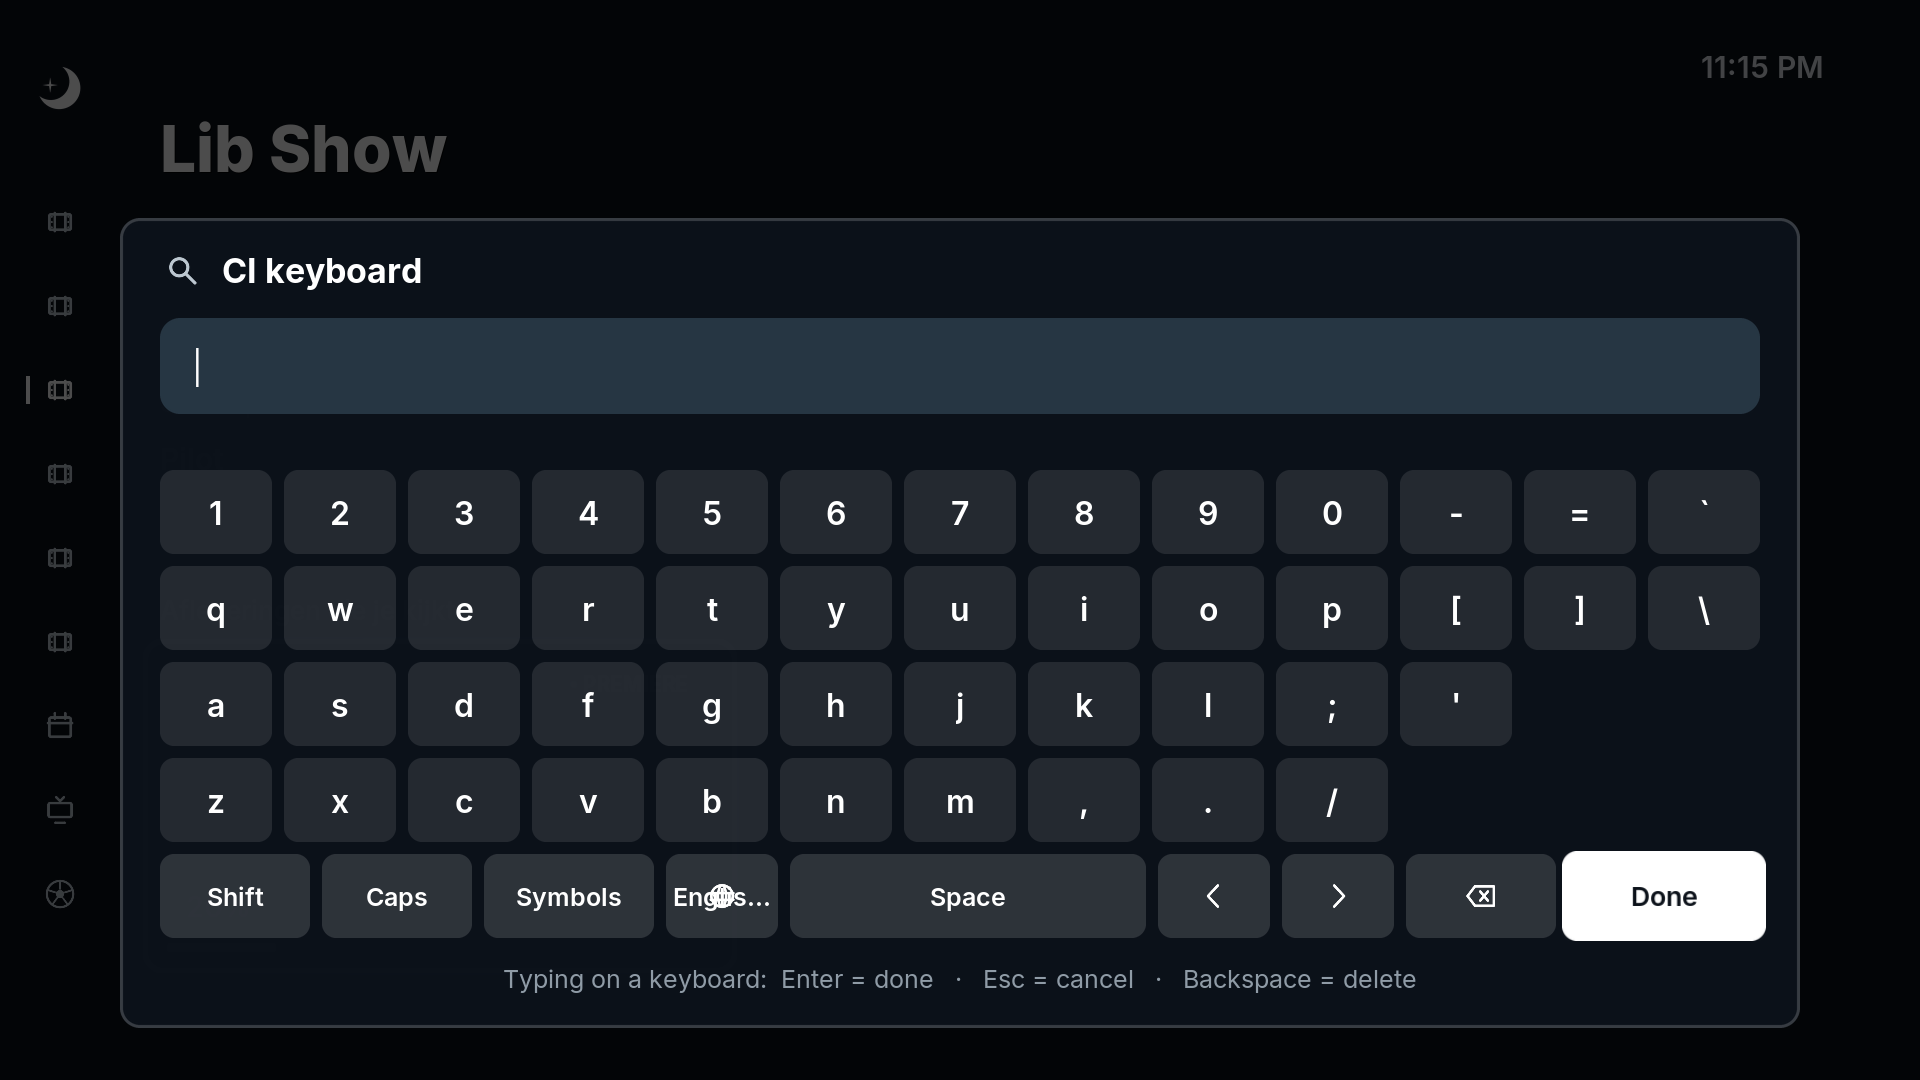 11:15 PM
Lib Show
CI keyboard
1 2 3 4 5 6 7 8 9 0 - = `
q w e r t y u i o p [ ] \
a s d f g h j k l ; '
z x c v b n m , . /
Shift Caps Symbols Space Done
Typing on a keyboard: Enter = done · Esc = cancel · Backspace = delete